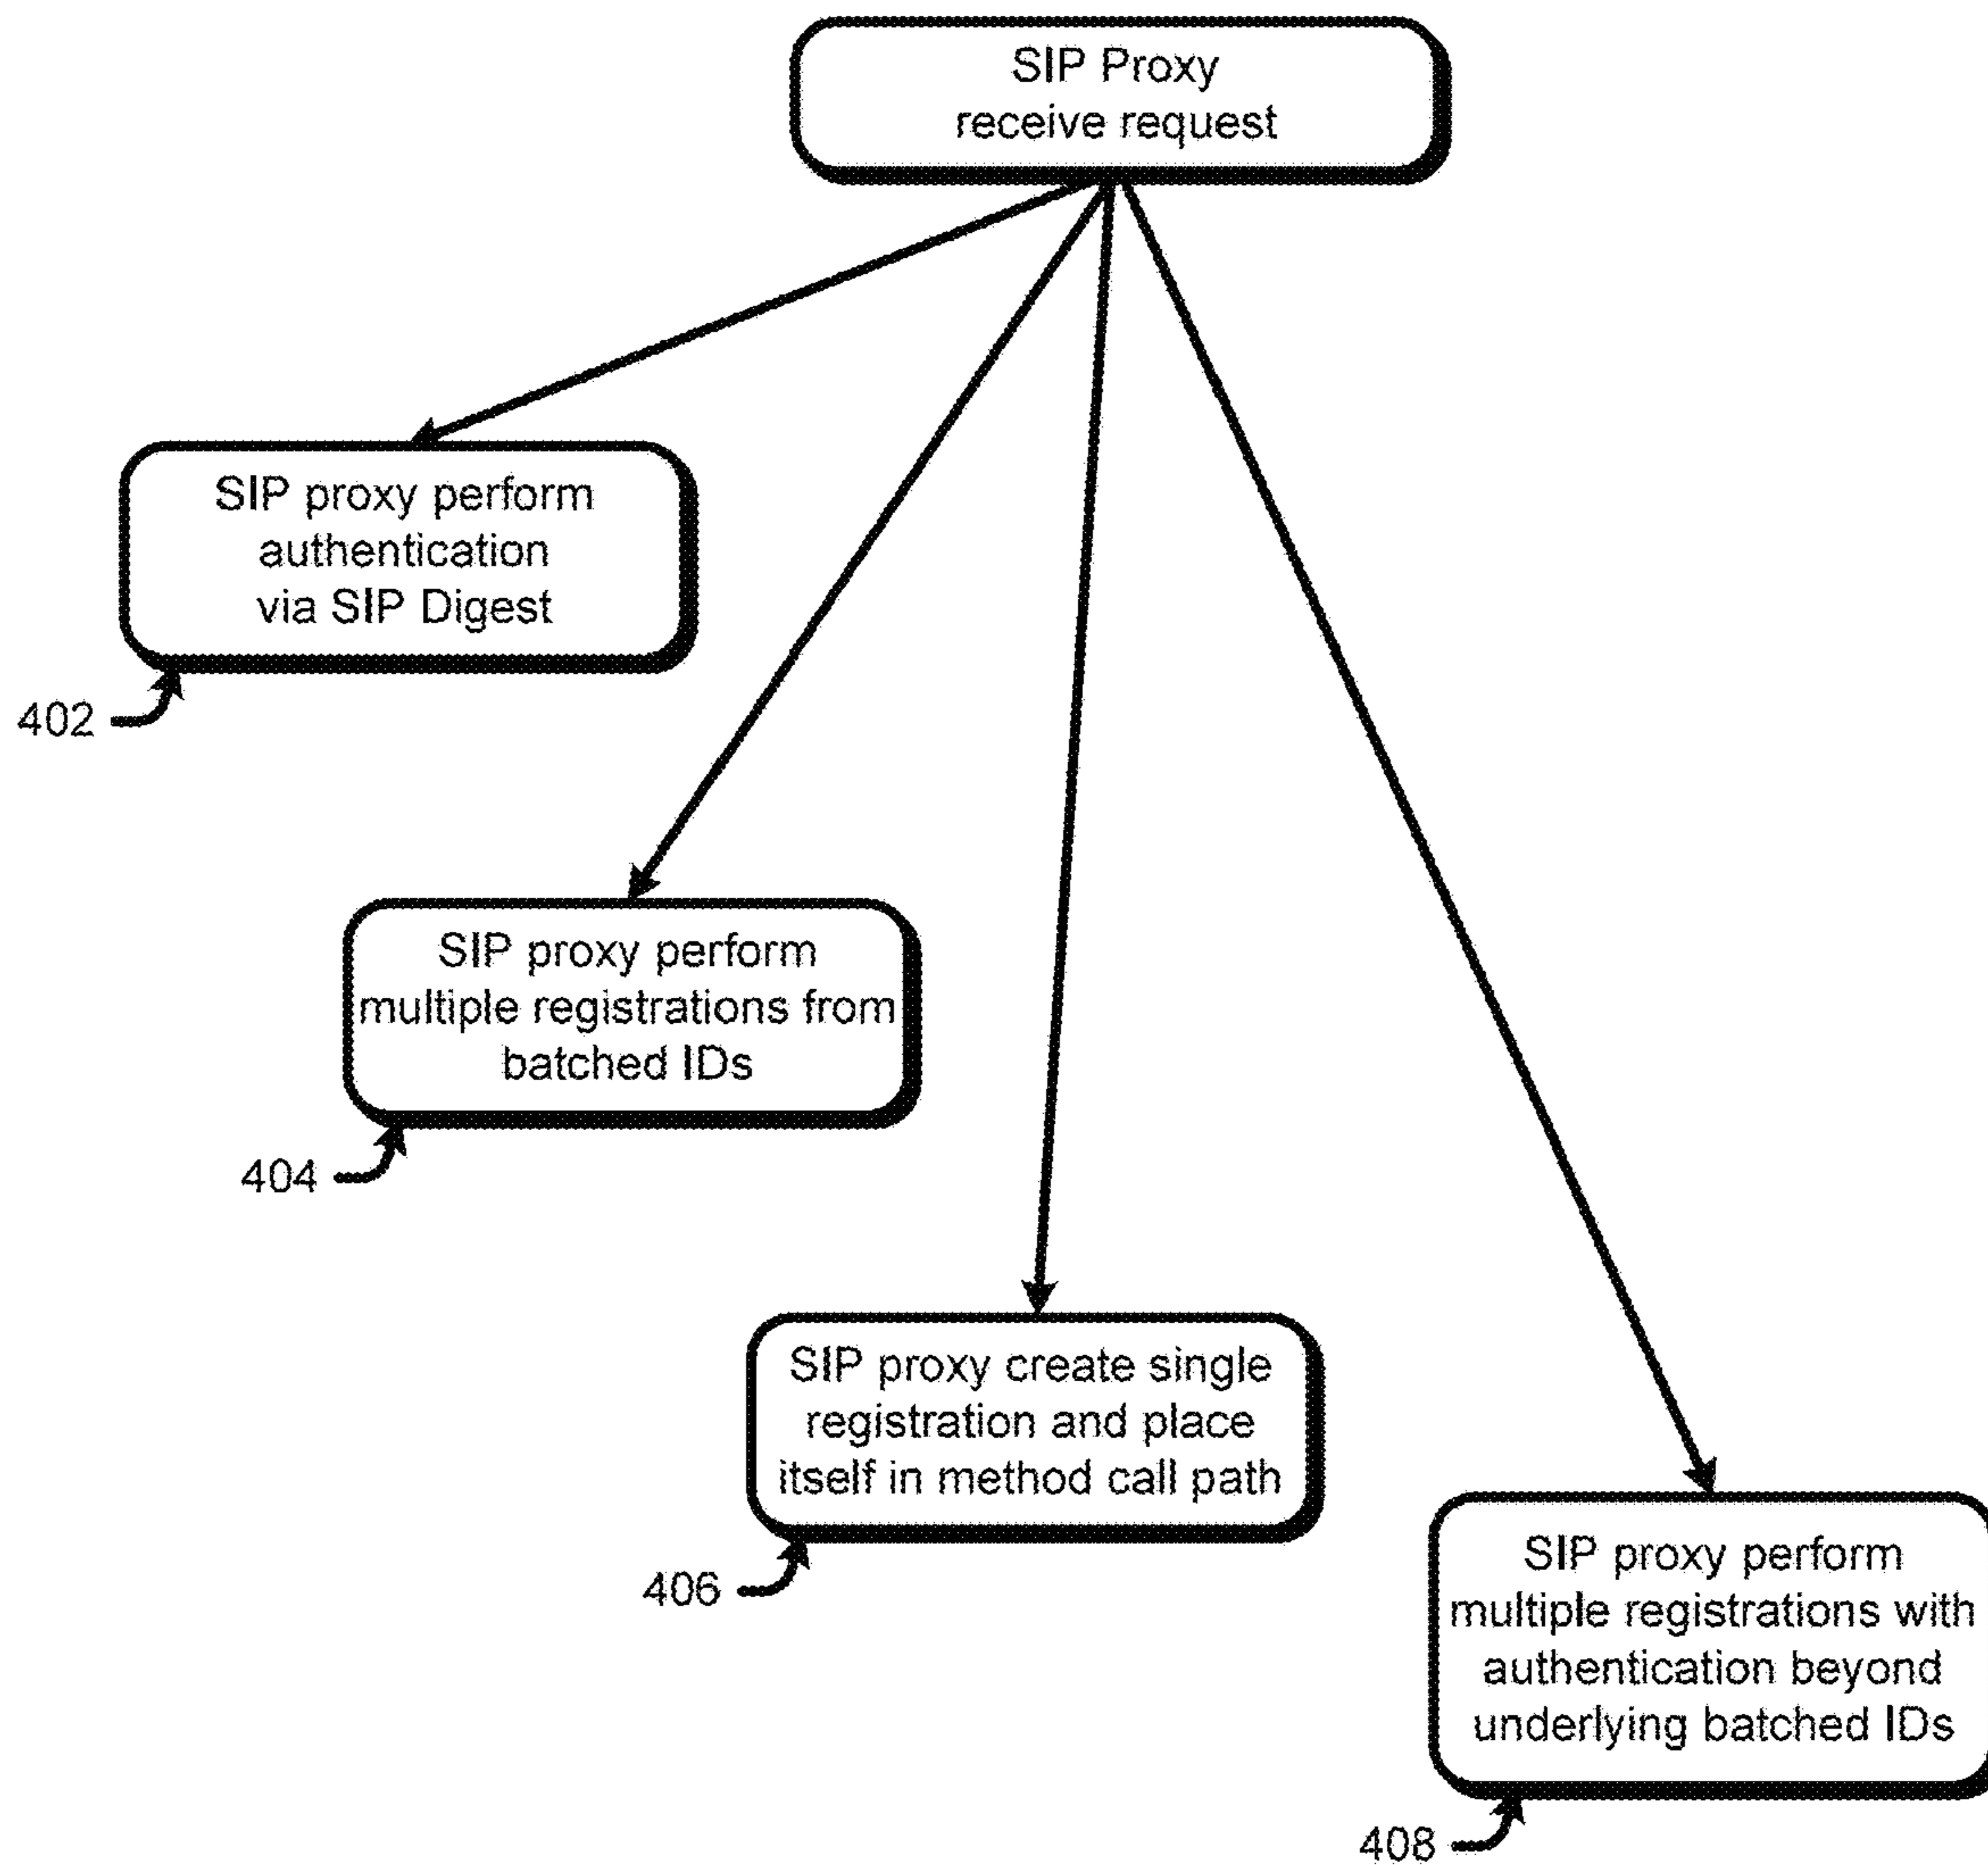 SIP Proxy
receive request
SIP proxy perform
authentication
via SIP Digest
402
SIP proxy perform
multiple registrations from
batched IDs
404
SIP proxy create single
registration and place
itself in method call path
406
SIP proxy perform
multiple registrations with
authentication beyond
underlying batched IDs
408